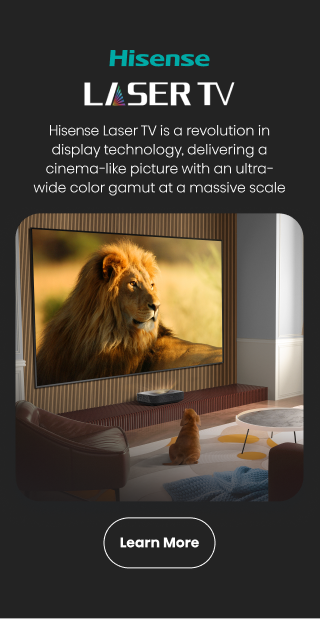 Hisense
LASER TV
Hisense Laser TV is a revolution in
display technology, delivering a
cinema-like picture with an ultra-
wide color gamut at a massive scale
Learn More